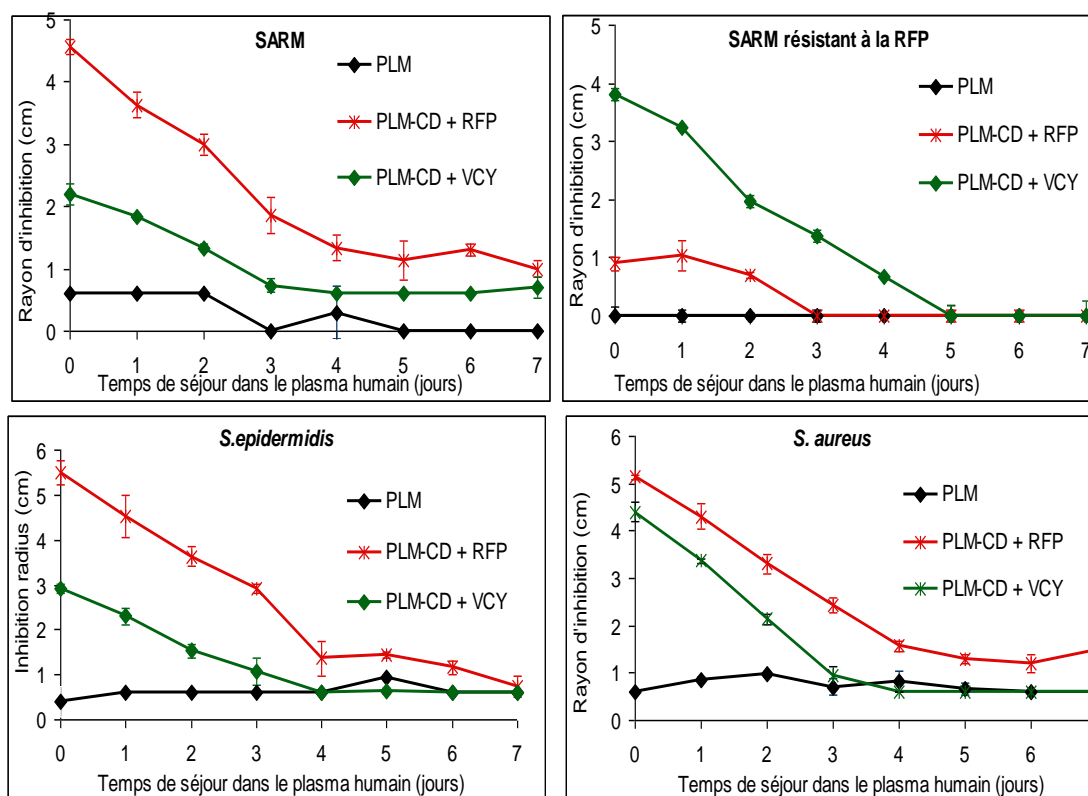 SARM
Rayon d'inhibition (cm)
5
4
3
2
1
0
PLM
PLM-CD + RFP
PLM-CD + VCY
0 1 2 3 4 5 6 7
Temps de séjour dans le plasma humain (jours)
SARM résistant à la RFP
Rayon d'inhibition (cm)
5
4
3
2
1
0
PLM
PLM-CD + RFP
PLM-CD + VCY
0 1 2 3 4 5 6 7
Temps de séjour dans le plasma humain (jours)
S.epidermidis
Inhibition radius (cm)
6
5
4
3
2
1
0
PLM
PLM-CD + RFP
PLM-CD + VCY
0 1 2 3 4 5 6 7
Temps de séjour dans le plasma humain (jours)
S. aureus
Rayon d'inhibition (cm)
6
5
4
3
2
1
0
PLM
PLM-CD + RFP
PLM-CD + VCY
0 1 2 3 4 5 6 7
Temps de séjour dans le plasma humain (jours)